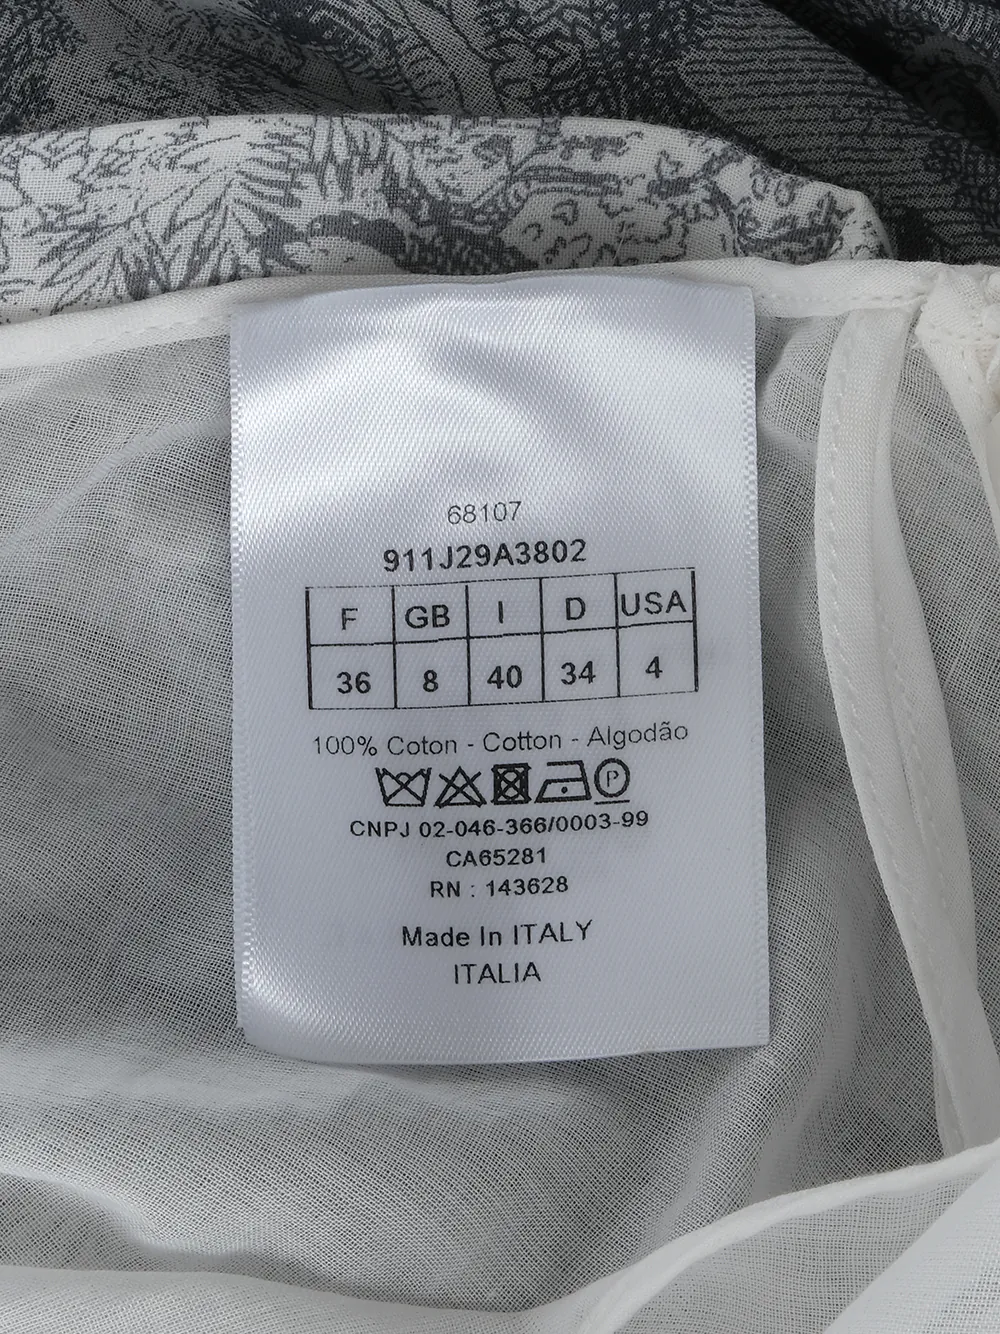 68107
911J29A3802
F GB I D USA
36 8 40 34 4
100% Coton - Cotton - Algodão
P
CNPJ 02-046-366/0003-99
CA65281
RN : 143628
Made In ITALY
ITALIA